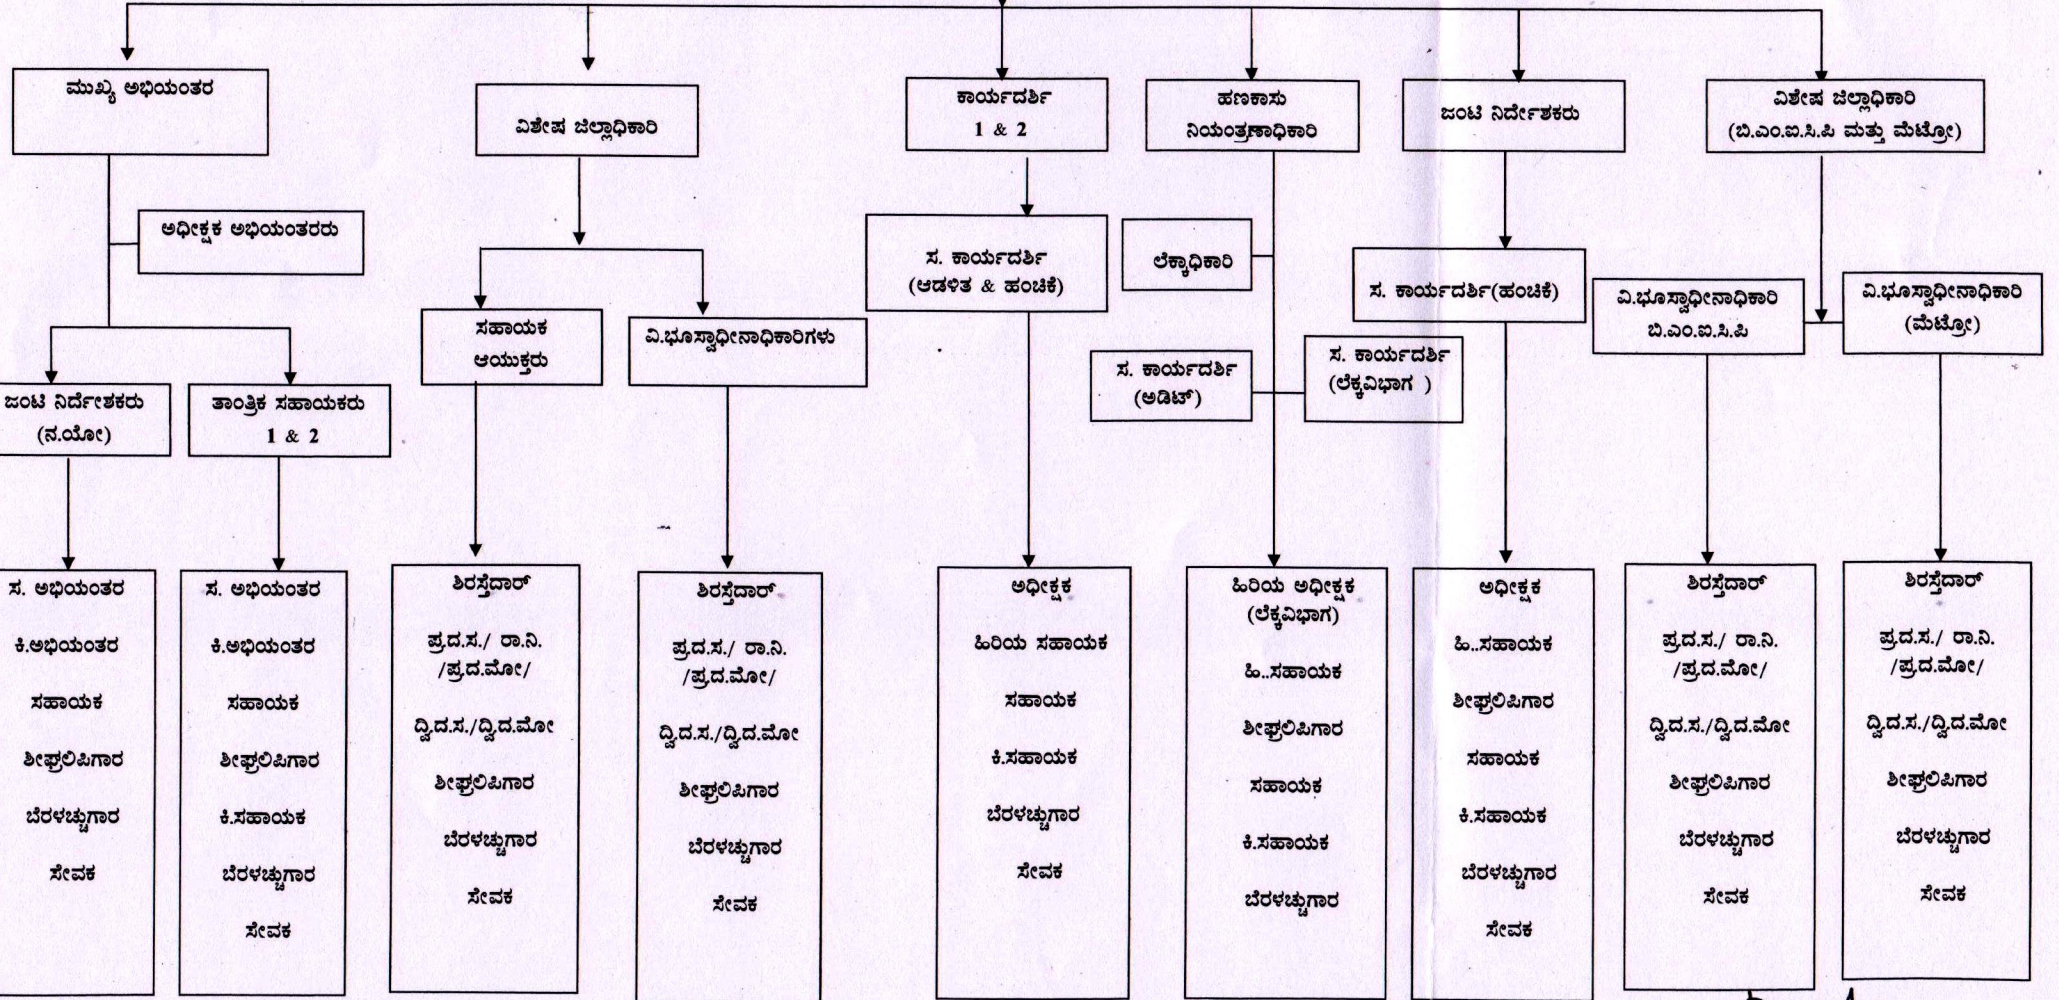 ಮುಖ್ಯ ಅಭಿಯಂತರ
ವಿಶೇಷ ಜಿಲ್ಲಾಧಿಕಾರಿ
ಕಾರ್ಯದರ್ಶಿ
1 & 2
ಹಣಕಾಸು
ನಿಯಂತ್ರಣಾಧಿಕಾರಿ
ಜಂಟಿ ನಿರ್ದೇಶಕರು
ವಿಶೇಷ ಜಿಲ್ಲಾಧಿಕಾರಿ
(ಬಿ.ಎಂ.ಐ.ಸಿ.ಪಿ ಮತ್ತು ಮೆಟ್ರೋ)
ಅಧೀಕ್ಷಕ ಅಭಿಯಂತರರು
ಸಹಾಯಕ
ಆಯುಕ್ತರು
ವಿ.ಭೂಸ್ವಾಧೀನಾಧಿಕಾರಿಗಳು
ಸ. ಕಾರ್ಯದರ್ಶಿ
(ಆಡಳಿತ & ಹಂಚಿಕೆ)
ಲೆಕ್ಕಾಧಿಕಾರಿ
ಸ. ಕಾರ್ಯದರ್ಶಿ
(ಅಡಿಟ್)
ಸ. ಕಾರ್ಯದರ್ಶಿ
(ಲೆಕ್ಕವಿಭಾಗ )
ಸ. ಕಾರ್ಯದರ್ಶಿ(ಹಂಚಿಕೆ)
ವಿ.ಭೂಸ್ವಾಧೀನಾಧಿಕಾರಿ
ಬಿ.ಎಂ.ಐ.ಸಿ.ಪಿ
ವಿ.ಭೂಸ್ವಾಧೀನಾಧಿಕಾರಿ
(ಮೆಟ್ರೋ)
ಜಂಟಿ ನಿರ್ದೇಶಕರು
(ನ.ಯೋ)
ತಾಂತ್ರಿಕ ಸಹಾಯಕರು
1 & 2
ಸ. ಅಭಿಯಂತರ
ಕಿ.ಅಭಿಯಂತರ
ಸಹಾಯಕ
ಶೀಘ್ರಲಿಪಿಗಾರ
ಬೆರಳಚ್ಚುಗಾರ
ಸೇವಕ
ಸ. ಅಭಿಯಂತರ
ಕಿ.ಅಭಿಯಂತರ
ಸಹಾಯಕ
ಶೀಘ್ರಲಿಪಿಗಾರ
ಕಿ.ಸಹಾಯಕ
ಬೆರಳಚ್ಚುಗಾರ
ಸೇವಕ
ಶಿರಸ್ತೆದಾರ್
ಪ್ರ.ದ.ಸ./ ರಾ.ನಿ.
/ಪ್ರ.ದ.ಮೋ/
ದ್ವಿ.ದ.ಸ./ದ್ವಿ.ದ.ಮೋ
ಶೀಘ್ರಲಿಪಿಗಾರ
ಬೆರಳಚ್ಚುಗಾರ
ಸೇವಕ
ಶಿರಸ್ತೆದಾರ್
ಪ್ರ.ದ.ಸ./ ರಾ.ನಿ.
/ಪ್ರ.ದ.ಮೋ/
ದ್ವಿ.ದ.ಸ./ದ್ವಿ.ದ.ಮೋ
ಶೀಘ್ರಲಿಪಿಗಾರ
ಬೆರಳಚ್ಚುಗಾರ
ಸೇವಕ
ಅಧೀಕ್ಷಕ
ಹಿರಿಯ ಸಹಾಯಕ
ಸಹಾಯಕ
ಕಿ.ಸಹಾಯಕ
ಬೆರಳಚ್ಚುಗಾರ
ಸೇವಕ
ಹಿರಿಯ ಅಧೀಕ್ಷಕ
(ಲೆಕ್ಕವಿಭಾಗ)
ಹಿ..ಸಹಾಯಕ
ಶೀಘ್ರಲಿಪಿಗಾರ
ಸಹಾಯಕ
ಕಿ.ಸಹಾಯಕ
ಬೆರಳಚ್ಚುಗಾರ
ಅಧೀಕ್ಷಕ
ಹಿ..ಸಹಾಯಕ
ಶೀಘ್ರಲಿಪಿಗಾರ
ಸಹಾಯಕ
ಕಿ.ಸಹಾಯಕ
ಬೆರಳಚ್ಚುಗಾರ
ಸೇವಕ
ಶಿರಸ್ತೆದಾರ್
ಪ್ರ.ದ.ಸ./ ರಾ.ನಿ.
/ಪ್ರ.ದ.ಮೋ/
ದ್ವಿ.ದ.ಸ./ದ್ವಿ.ದ.ಮೋ
ಶೀಘ್ರಲಿಪಿಗಾರ
ಬೆರಳಚ್ಚುಗಾರ
ಸೇವಕ
ಶಿರಸ್ತೆದಾರ್
ಪ್ರ.ದ.ಸ./ ರಾ.ನಿ.
/ಪ್ರ.ದ.ಮೋ/
ದ್ವಿ.ದ.ಸ./ದ್ವಿ.ದ.ಮೋ
ಶೀಘ್ರಲಿಪಿಗಾರ
ಬೆರಳಚ್ಚುಗಾರ
ಸೇವಕ